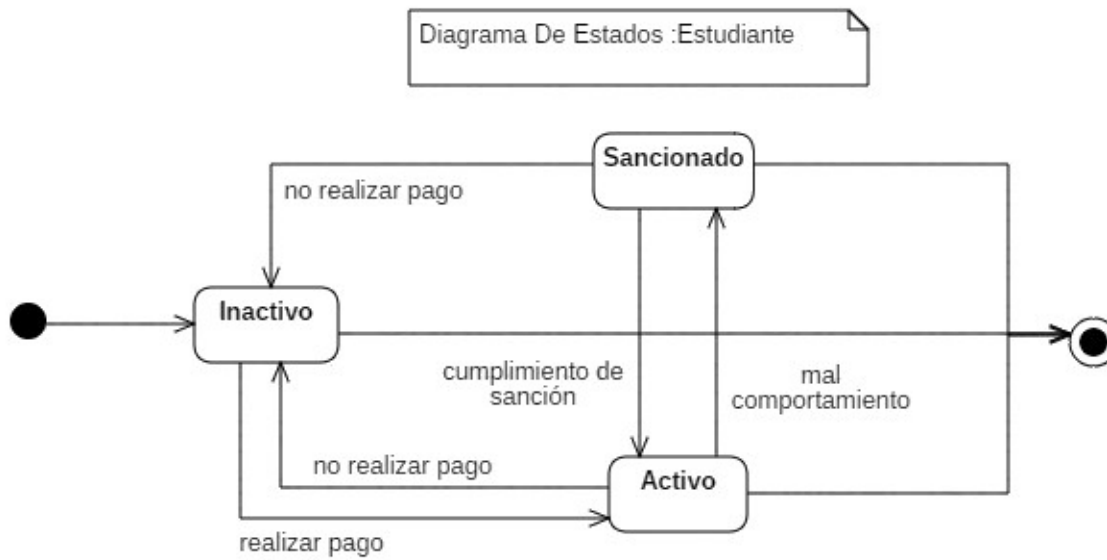 Diagrama De Estados :Estudiante
Sancionado
no realizar pago
Inactivo
cumplimiento de
sanción
mal
comportamiento
no realizar pago
Activo
realizar pago